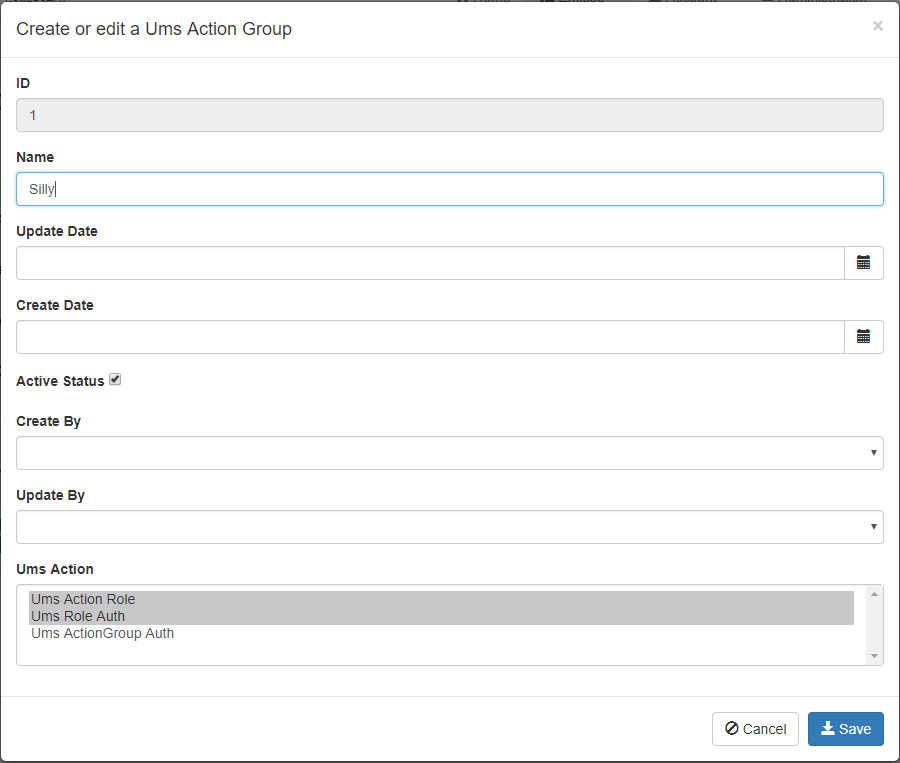 Create or edit a Ums Action Group
×
ID
1
Name
Silly
Update Date
Create Date
Active Status
Create By
Update By
Ums Action
Ums Action Role
Ums Role Auth
Ums ActionGroup Auth
Cancel Save